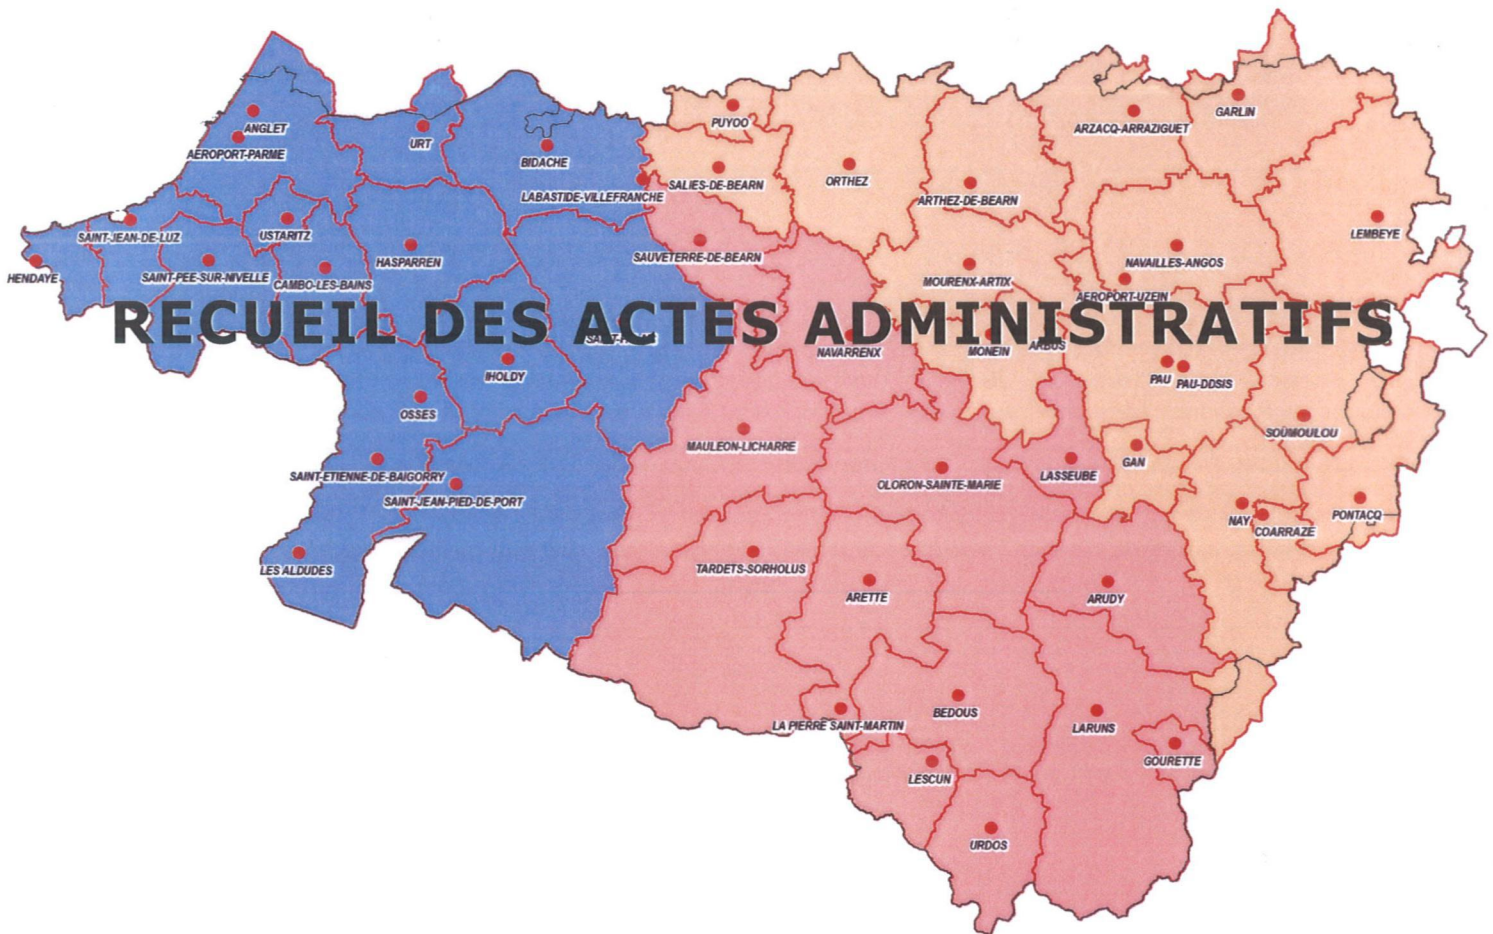 GARLIN
PUYOO
ANGLET
ARZACQ-ARRAZIGUET
URT
AEROPORT-PARME
BIDACHE
ORTHEZ
SALIES-DE-BEARN
LABASTIDE-VILLEFRANCHE
ARTHEZ-DE-BEARN
LEMBEYE
SAINT-JEAN-DE-LUZ
USTARITZ
HASPARREN
SAUVETERRE-DE-BEARN
NAVAILLES-ANGOS
HENDAYE
SAINT-PEE-SUR-NIVELLE
CAMBO-LES-BAINS
MOURENX-ARTIX
AEROPORT-UZEIN
RECUEIL DES ACTES ADMINISTRATIFS
NAVARRENX
MONEIN
ARBUS
IHOLDY
PAU
PAU-DDSIS
OSSES
SOUMOULOU
MAULEON-LICHARRE
GAN
SAINT-ETIENNE-DE-BAIGORRY
LASSEUBE
OLORON-SAINTE-MARIE
SAINT-JEAN-PIED-DE-PORT
PONTACQ
NAY
COARRAZE
LES ALDUDES
TARDETS-SORHOLUS
ARETTE
ARUDY
BEDOUS
LA PIERRE SAINT-MARTIN
LARUNS
GOURETTE
LESCUN
URDOS